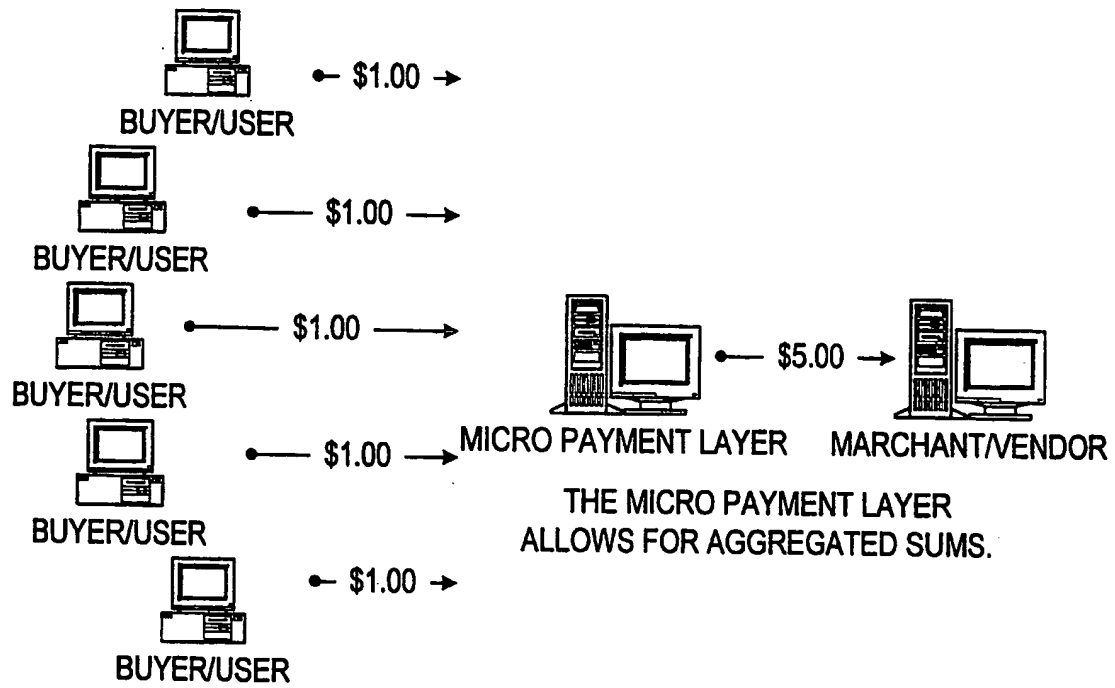 $1.00
BUYER/USER
$1.00
BUYER/USER
$1.00
BUYER/USER
$1.00
BUYER/USER
$1.00
BUYER/USER
$5.00
MICRO PAYMENT LAYER
MARCHANT/VENDOR
THE MICRO PAYMENT LAYER
ALLOWS FOR AGGREGATED SUMS.